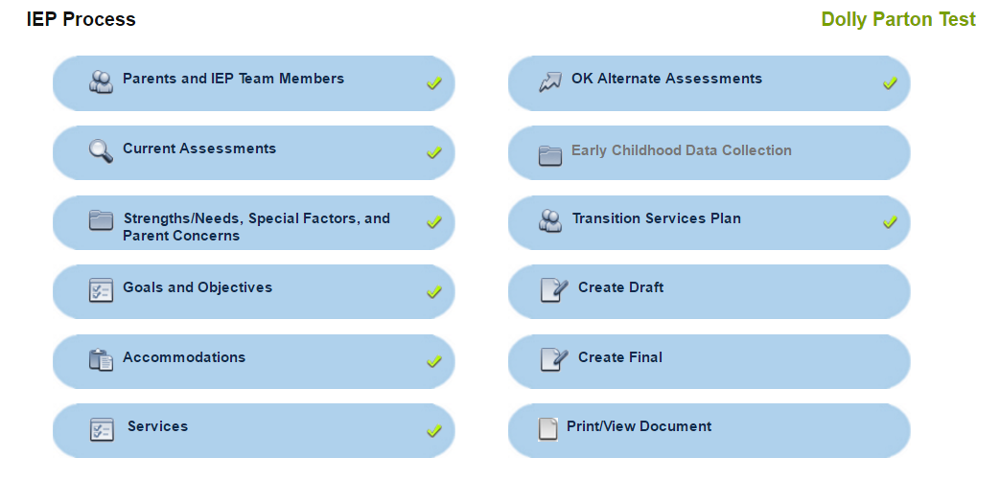 IEP Process
Dolly Parton Test
Parents and IEP Team Members
Current Assessments
Strengths/Needs, Special Factors, and
Parent Concerns
Goals and Objectives
Accommodations
Services
OK Alternate Assessments
Early Childhood Data Collection
Transition Services Plan
Create Draft
Create Final
Print/View Document